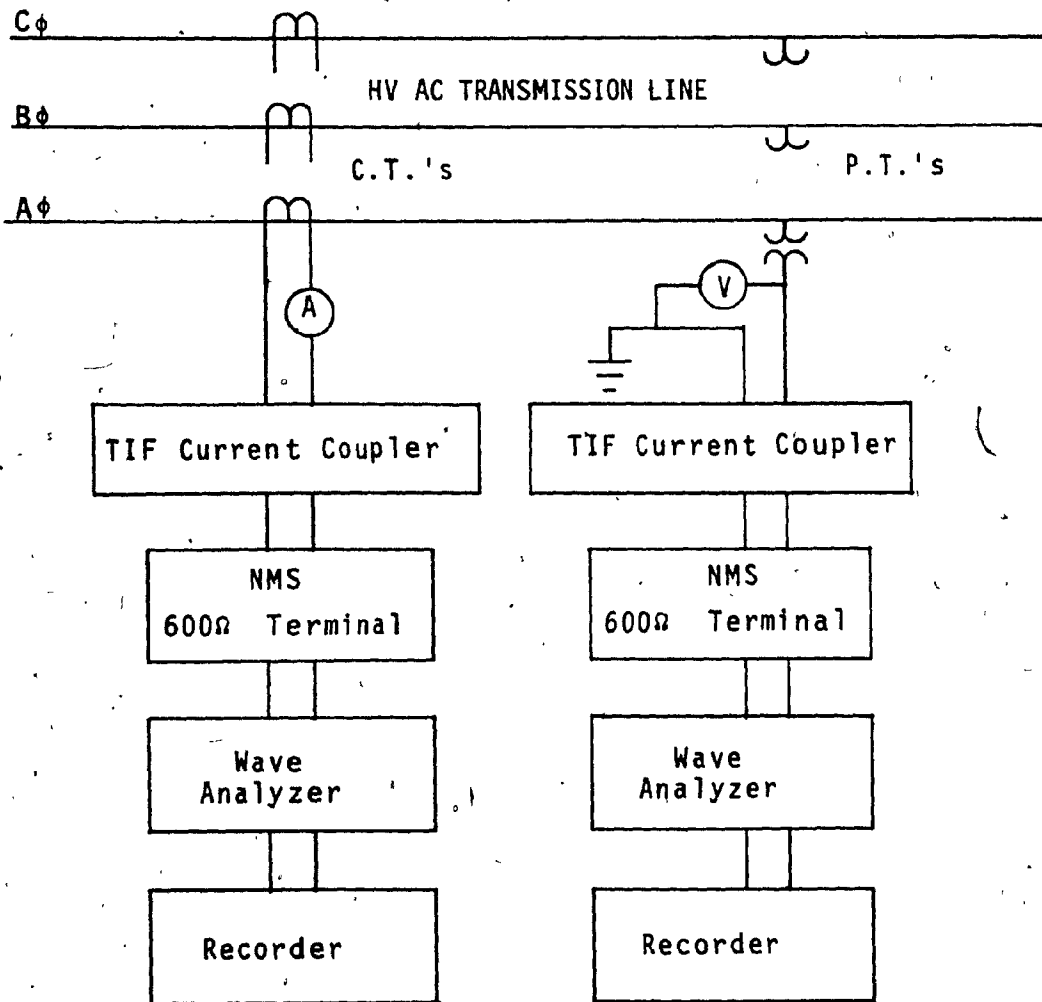 Cϕ
HV AC TRANSMISSION LINE
Bϕ
C.T.'s
P.T.'s
Aϕ
A
V
TIF Current Coupler
TIF Current Coupler
NMS
600Ω Terminal
NMS
600Ω Terminal
Wave
Analyzer
Wave
Analyzer
Recorder
Recorder